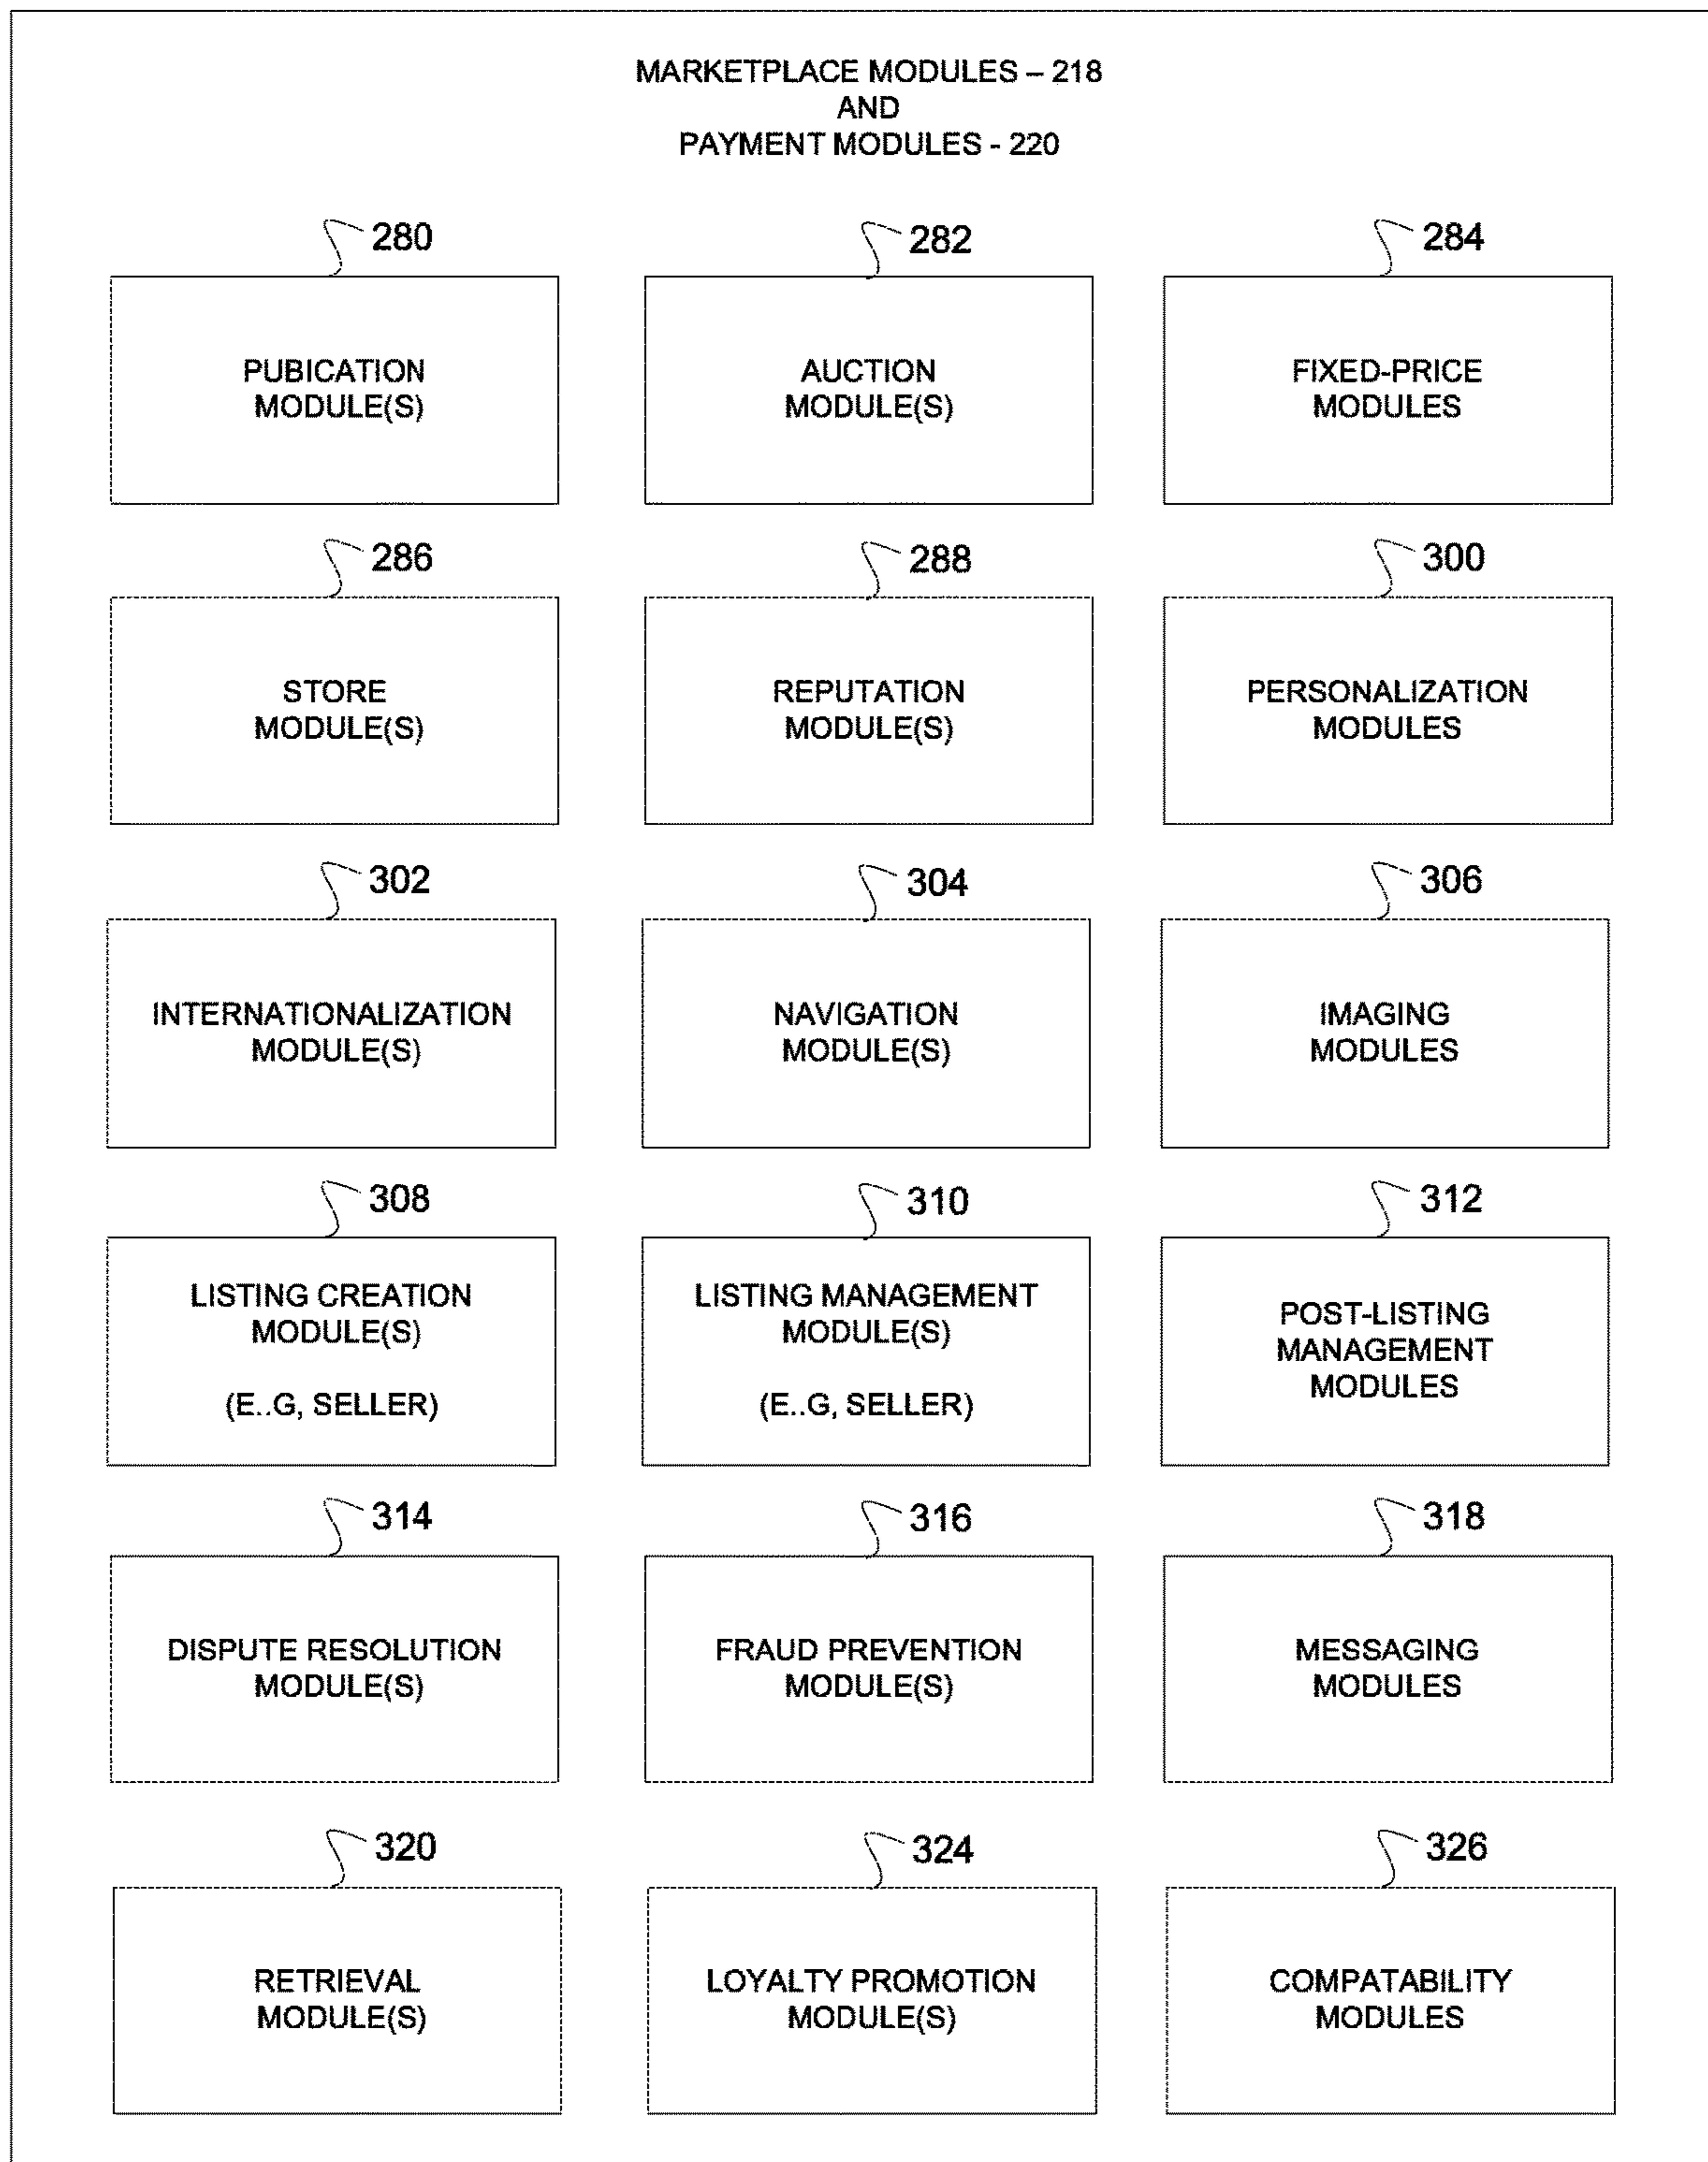 MARKETPLACE MODULES – 218
AND
PAYMENT MODULES - 220
280
PUBICATION
MODULE(S)
282
AUCTION
MODULE(S)
284
FIXED-PRICE
MODULES
286
STORE
MODULE(S)
288
REPUTATION
MODULE(S)
300
PERSONALIZATION
MODULES
302
INTERNATIONALIZATION
MODULE(S)
304
NAVIGATION
MODULE(S)
306
IMAGING
MODULES
308
LISTING CREATION
MODULE(S)
(E..G, SELLER)
310
LISTING MANAGEMENT
MODULE(S)
(E..G, SELLER)
312
POST-LISTING
MANAGEMENT
MODULES
314
DISPUTE RESOLUTION
MODULE(S)
316
FRAUD PREVENTION
MODULE(S)
318
MESSAGING
MODULES
320
RETRIEVAL
MODULE(S)
324
LOYALTY PROMOTION
MODULE(S)
326
COMPATABILITY
MODULES